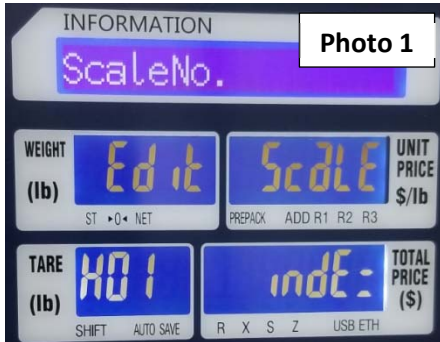 INFORMATION
Photo 1
ScaleNo.
WEIGHT (lb)
Edit
ST ►0◄ NET
ScALE
PREPACK ADD R1 R2 R3
UNIT PRICE $/lb
TARE (lb)
H01
SHIFT AUTO SAVE
indE=
R X S Z USB ETH
TOTAL PRICE ($)